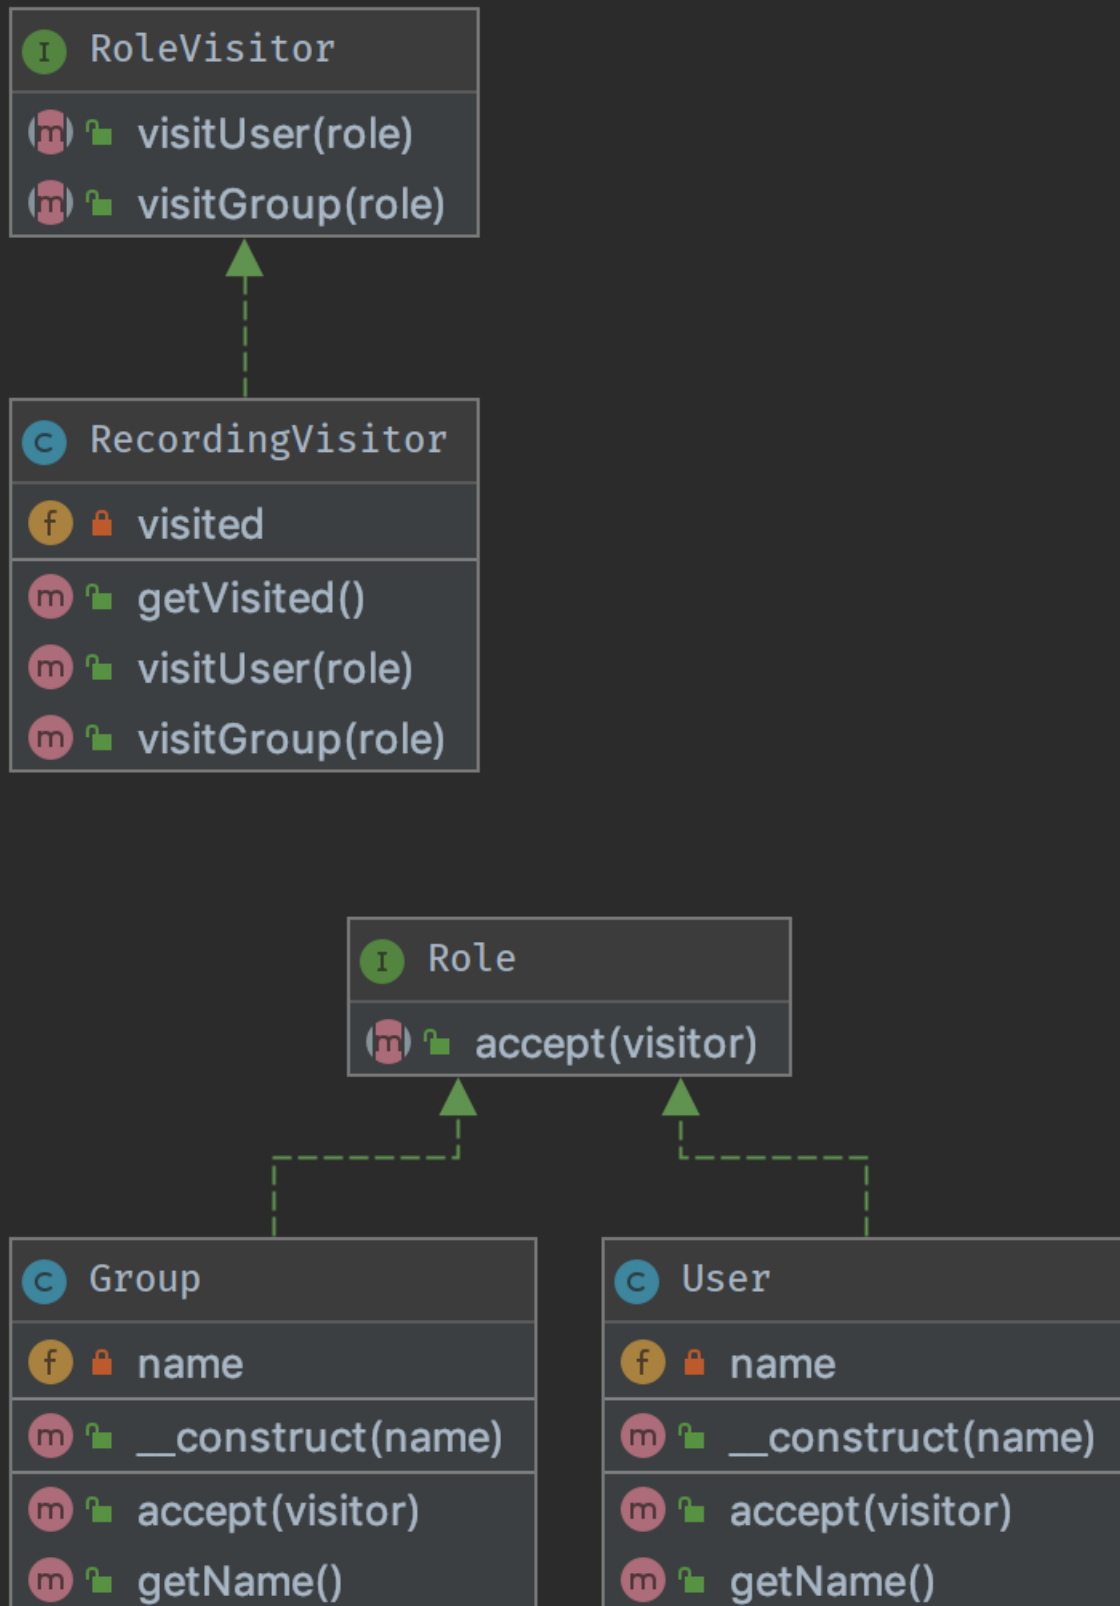 I RoleVisitor
m visitUser(role)
m visitGroup(role)
C RecordingVisitor
f visited
m getVisited()
m visitUser(role)
m visitGroup(role)
I Role
m accept(visitor)
C Group
f name
m __construct(name)
m accept(visitor)
m getName()
C User
f name
m __construct(name)
m accept(visitor)
m getName()